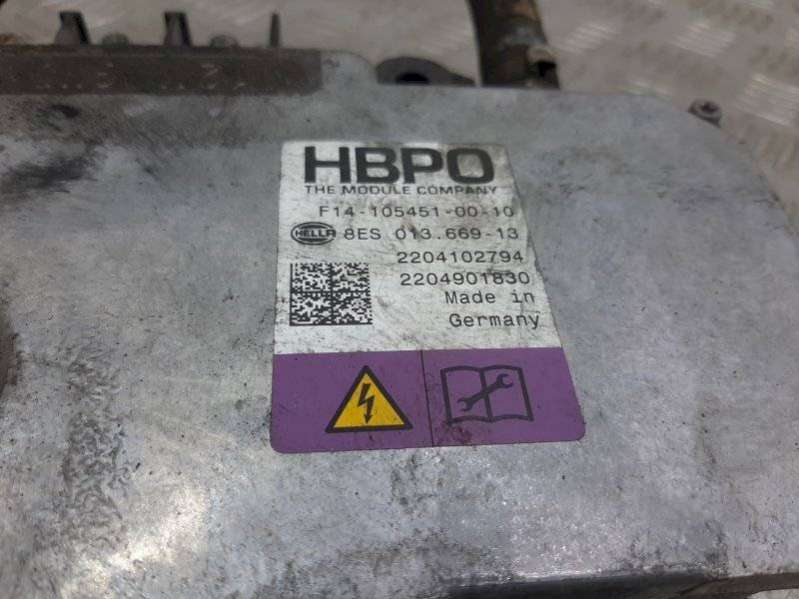 HBPO
THE MODULE COMPANY
F14-105451-00-10
HELLA 8ES 013.669-13
2204102794
2204901830
Made in
Germany